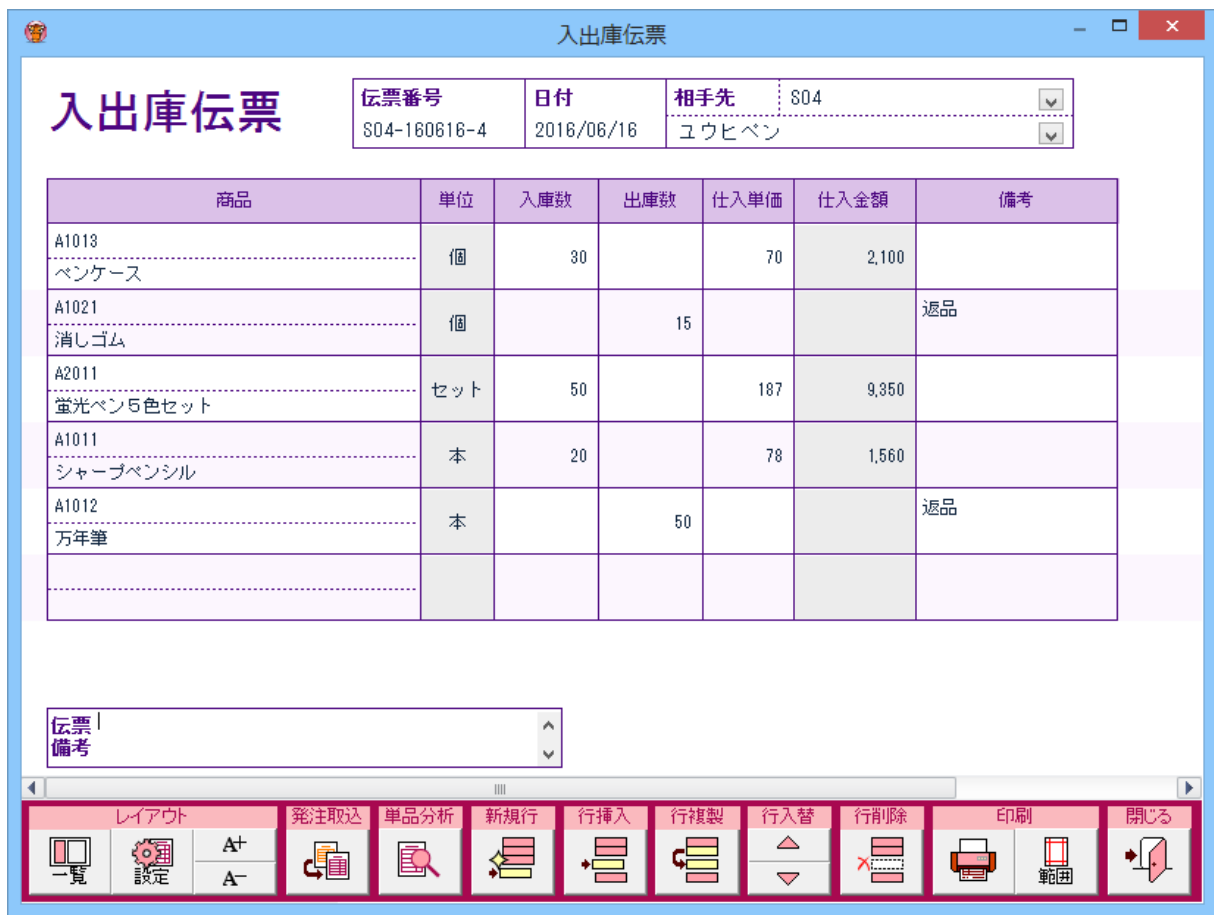 入出庫伝票
入出庫伝票
伝票番号 日付 相手先 S04
S04-160616-4 2016/06/16 ユウヒペン
商品 単位 入庫数 出庫数 仕入単価 仕入金額 備考
A1013
ペンケース 個 30 70 2,100
A1021
消しゴム 個 15 返品
A2011
蛍光ペン５色セット セット 50 187 9,350
A1011
シャープペンシル 本 20 78 1,560
A1012
万年筆 本 50 返品
伝票
備考
レイアウト 発注取込 単品分析 新規行 行挿入 行複製 行入替 行削除 印刷 閉じる
一覧 設定 A+ A− 範囲